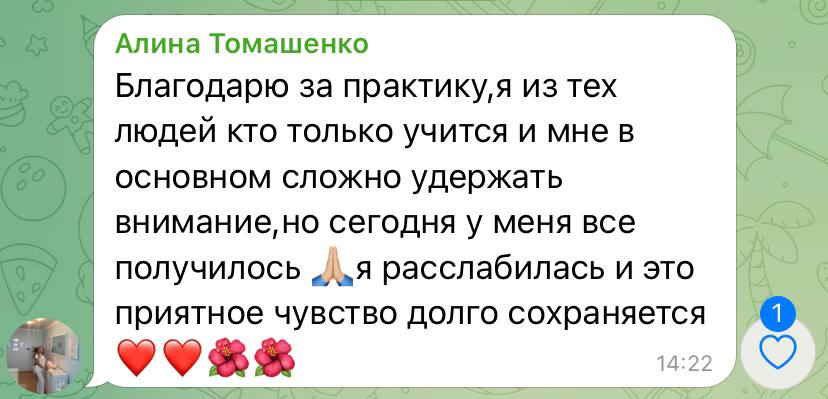 Алина Томашенко
Благодарю за практику,я из тех
людей кто только учится и мне в
основном сложно удержать
внимание,но сегодня у меня все
получилось 🙏🏼я расслабилась и это
приятное чувство долго сохраняется
❤️❤️🌺🌺
14:22
1